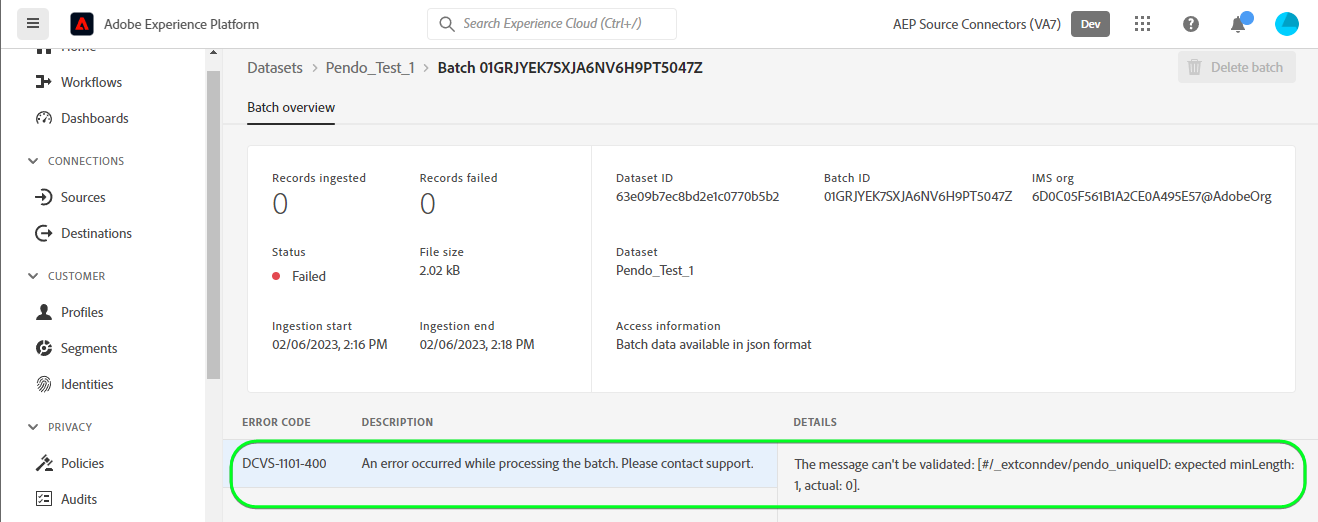 Adobe Experience Platform
Search Experience Cloud (Ctrl+/)
AEP Source Connectors (VA7)
Dev
Home
Workflows
Dashboards
CONNECTIONS
Sources
Destinations
CUSTOMER
Profiles
Segments
Identities
PRIVACY
Policies
Audits
Datasets > Pendo_Test_1 > Batch 01GRJYEK7SXJA6NV6H9PT5047Z
Delete batch
Batch overview
Records ingested
0
Records failed
0
Status
Failed
File size
2.02 kB
Ingestion start
02/06/2023, 2:16 PM
Ingestion end
02/06/2023, 2:18 PM
Dataset ID
63e09b7ec8bd2e1c0770b5b2
Batch ID
01GRJYEK7SXJA6NV6H9PT5047Z
IMS org
6D0C05F561B1A2CE0A495E57@AdobeOrg
Dataset
Pendo_Test_1
Access information
Batch data available in json format
ERROR CODE DESCRIPTION DETAILS
DCVS-1101-400
An error occurred while processing the batch. Please contact support.
The message can't be validated: [#/_extconndev/pendo_uniqueID: expected minLength:
1, actual: 0].